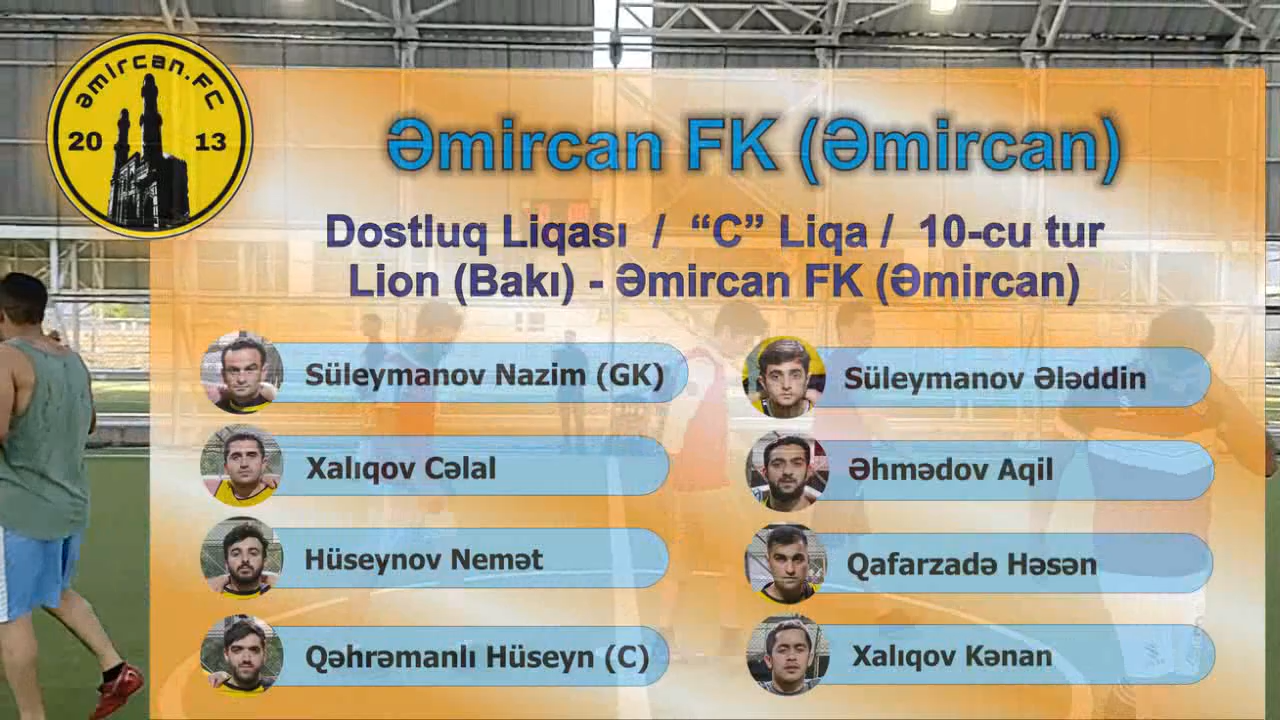 əmircan.FC
20 13
Əmircan FK (Əmircan)
Dostluq Liqası / “C” Liqa / 10-cu tur
Lion (Bakı) - Əmircan FK (Əmircan)
Süleymanov Nazim (GK)
Xalıqov Cəlal
Hüseynov Nemət
Qəhrəmanlı Hüseyn (C)
Süleymanov Ələddin
Əhmədov Aqil
Qafarzadə Həsən
Xalıqov Kənan